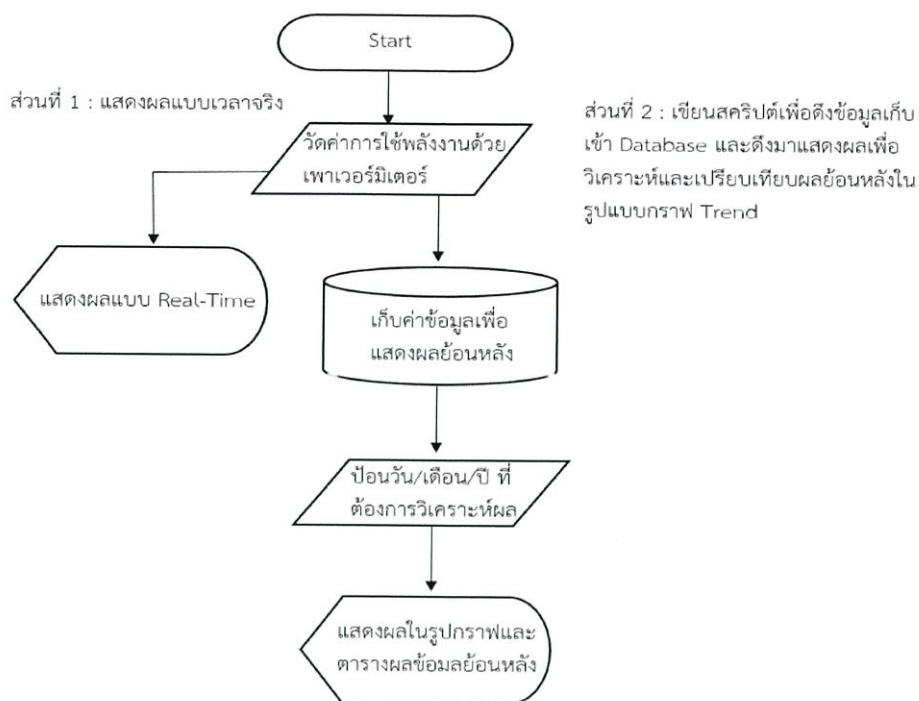 Start
ส่วนที่ 1 : แสดงผลแบบเวลาจริง
ส่วนที่ 2 : เขียนสคริปต์เพื่อดึงข้อมูลเก็บ
เข้า Database และดึงมาแสดงผลเพื่อ
วิเคราะห์และเปรียบเทียบผลย้อนหลังใน
รูปแบบกราฟ Trend
วัดค่าการใช้พลังงานด้วย
เพาเวอร์มิเตอร์
แสดงผลแบบ Real-Time
เก็บค่าข้อมูลเพื่อ
แสดงผลย้อนหลัง
ป้อนวัน/เดือน/ปี ที่
ต้องการวิเคราะห์ผล
แสดงผลในรูปกราฟและ
ตารางผลข้อมลย้อนหลัง